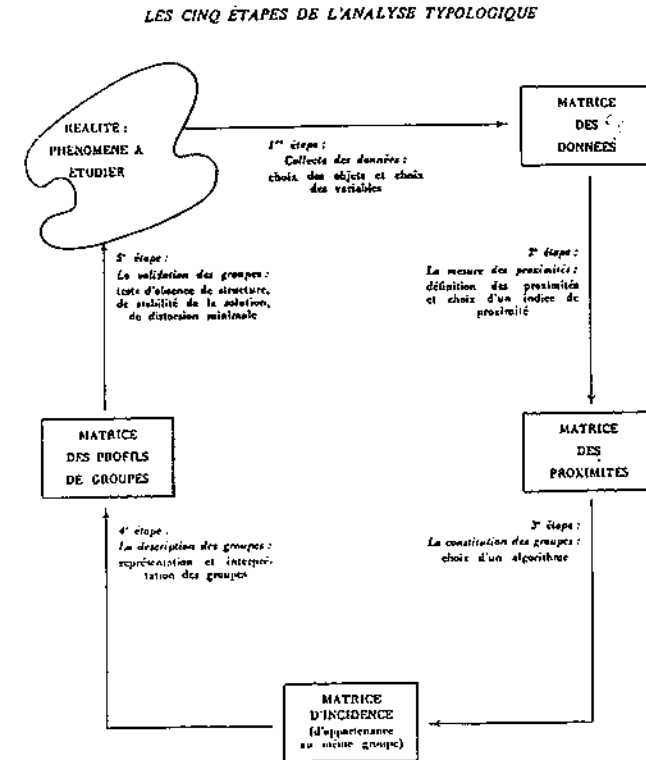 LES CINQ ÉTAPES DE L'ANALYSE TYPOLOGIQUE
RÉALITÉ :
PHENOMENE A
ETUDIER
1re étape :
Collecte des données :
choix des objets et choix
des variables
MATRICE
DES
DONNÉES
2e étape :
La mesure des proximités :
définition des proximités
et choix d'un indice de
proximité
MATRICE
DES
PROXIMITÉS
3e étape :
La constitution des groupes :
choix d'un algorithme
MATRICE
D'INCIDENCE
(d'appartenance
au même groupe)
4e étape :
La description des groupes :
représentation et interpré-
tation des groupes
MATRICE
DES PROFILS
DE GROUPES
5e étape :
La validation des groupes :
tests d'absence de structure,
de stabilité de la solution,
de distorsion minimale